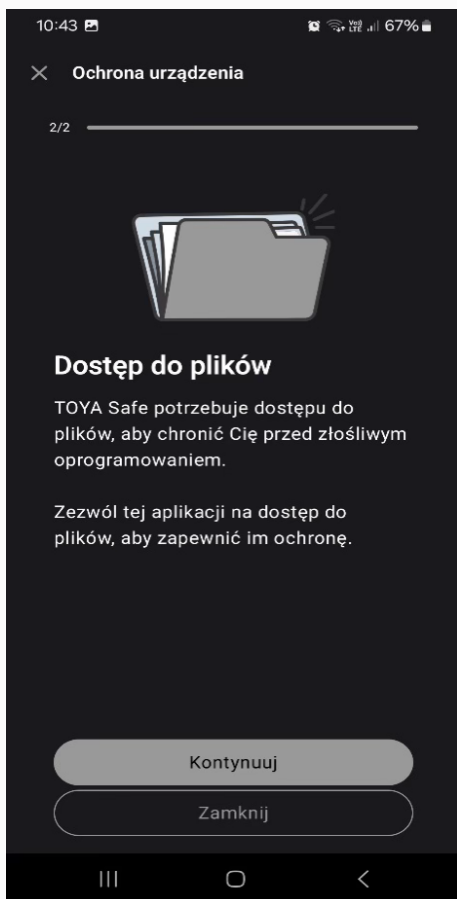 10:43 67%
Ochrona urządzenia
2/2
Dostęp do plików
TOYA Safe potrzebuje dostępu do
plików, aby chronić Cię przed złośliwym
oprogramowaniem.
Zezwól tej aplikacji na dostęp do
plików, aby zapewnić im ochronę.
Kontynuuj
Zamknij